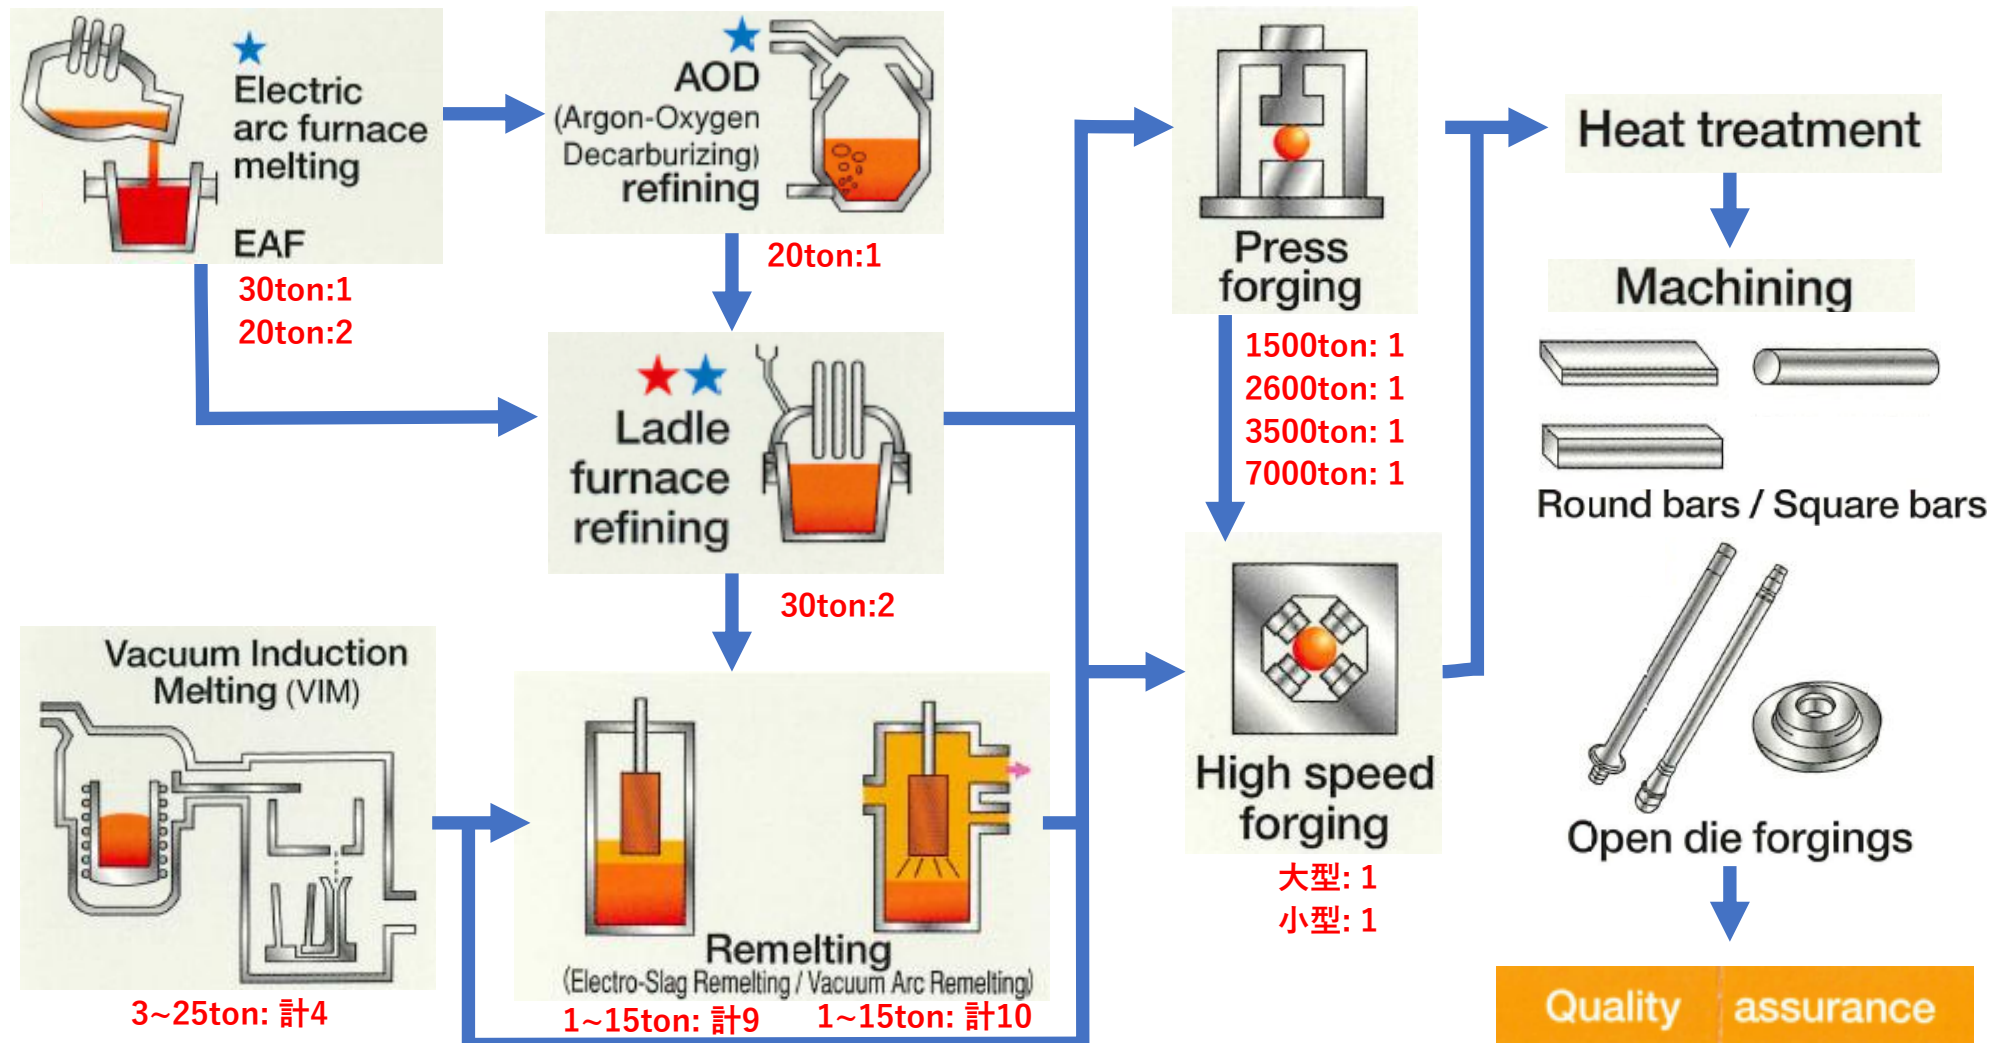 Electric
arc furnace
melting
EAF
30ton:1
20ton:2
AOD
(Argon-Oxygen
Decarburizing)
refining
20ton:1
Ladle
furnace
refining
30ton:2
Vacuum Induction
Melting (VIM)
3~25ton: 計4
Remelting
(Electro-Slag Remelting / Vacuum Arc Remelting)
1~15ton: 計9
1~15ton: 計10
Press
forging
1500ton: 1
2600ton: 1
3500ton: 1
7000ton: 1
High speed
forging
大型: 1
小型: 1
Heat treatment
Machining
Round bars / Square bars
Open die forgings
Quality assurance